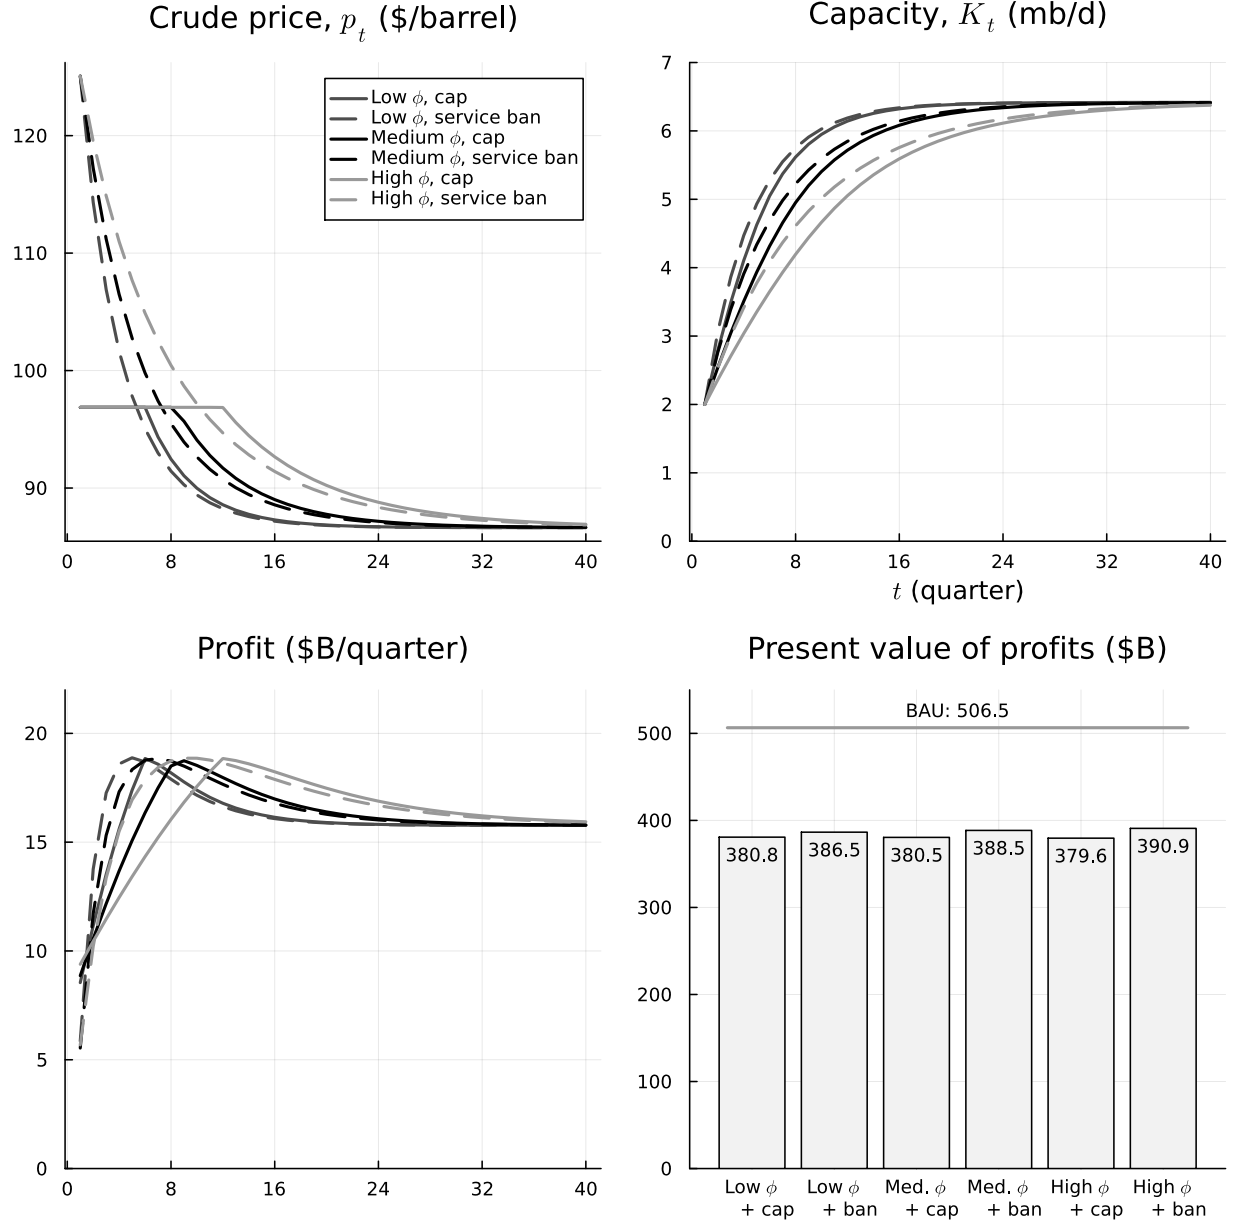 Crude price, p_t ($/barrel)
120
110
100
90
0 8 16 24 32 40
Low ϕ, cap
Low ϕ, service ban
Medium ϕ, cap
Medium ϕ, service ban
High ϕ, cap
High ϕ, service ban
Capacity, K_t (mb/d)
7
6
5
4
3
2
1
0
0 8 16 24 32 40
t (quarter)
Profit ($B/quarter)
20
15
10
5
0
0 8 16 24 32 40
Present value of profits ($B)
500
400
300
200
100
0
BAU: 506.5
380.8 386.5 380.5 388.5 379.6 390.9
Low ϕ Low ϕ Med. ϕ Med. ϕ High ϕ High ϕ
+ cap + ban + cap + ban + cap + ban